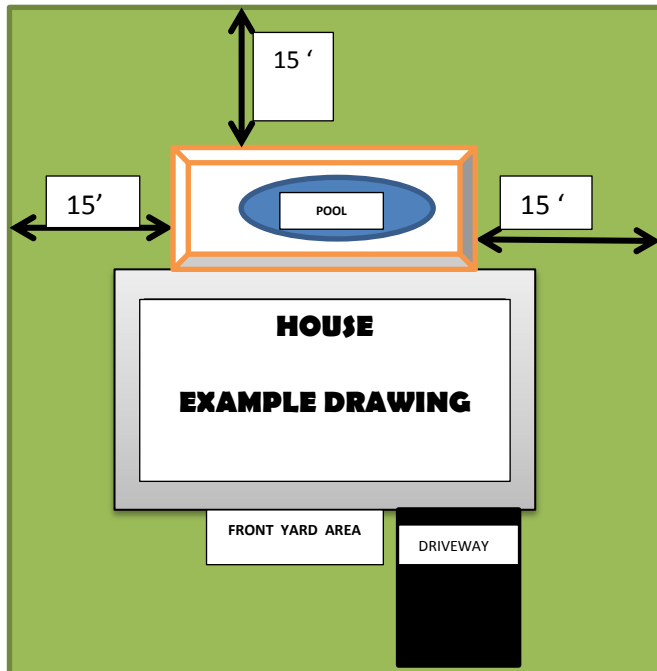 15 ‘
15’
15 ‘
POOL
HOUSE
EXAMPLE DRAWING
FRONT YARD AREA
DRIVEWAY